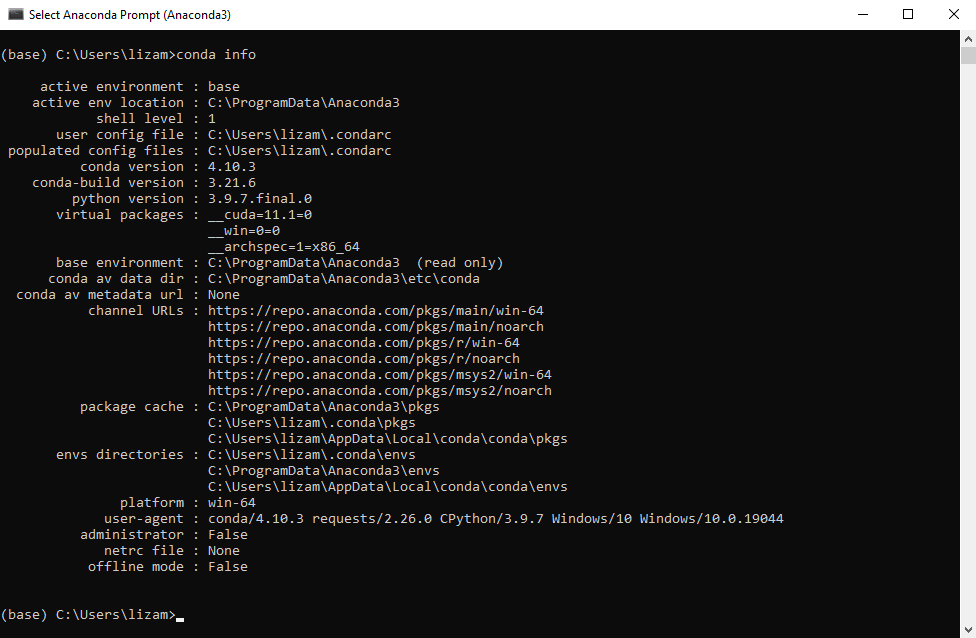 Select Anaconda Prompt (Anaconda3)
(base) C:\Users\lizam>conda info
active environment : base
active env location : C:\ProgramData\Anaconda3
shell level : 1
user config file : C:\Users\lizam\.condarc
populated config files : C:\Users\lizam\.condarc
conda version : 4.10.3
conda-build version : 3.21.6
python version : 3.9.7.final.0
virtual packages : __cuda=11.1=0
__win=0=0
__archspec=1=x86_64
base environment : C:\ProgramData\Anaconda3  (read only)
conda av data dir : C:\ProgramData\Anaconda3\etc\conda
conda av metadata url : None
channel URLs : https://repo.anaconda.com/pkgs/main/win-64
https://repo.anaconda.com/pkgs/main/noarch
https://repo.anaconda.com/pkgs/r/win-64
https://repo.anaconda.com/pkgs/r/noarch
https://repo.anaconda.com/pkgs/msys2/win-64
https://repo.anaconda.com/pkgs/msys2/noarch
package cache : C:\ProgramData\Anaconda3\pkgs
C:\Users\lizam\.conda\pkgs
C:\Users\lizam\AppData\Local\conda\conda\pkgs
envs directories : C:\Users\lizam\.conda\envs
C:\ProgramData\Anaconda3\envs
C:\Users\lizam\AppData\Local\conda\conda\envs
platform : win-64
user-agent : conda/4.10.3 requests/2.26.0 CPython/3.9.7 Windows/10 Windows/10.0.19044
administrator : False
netrc file : None
offline mode : False
(base) C:\Users\lizam>